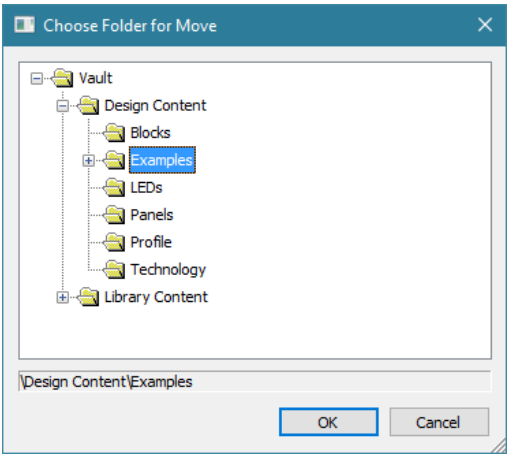 Choose Folder for Move
Vault
Design Content
Blocks
Examples
LEDs
Panels
Profile
Technology
Library Content
\Design Content\Examples
OK Cancel